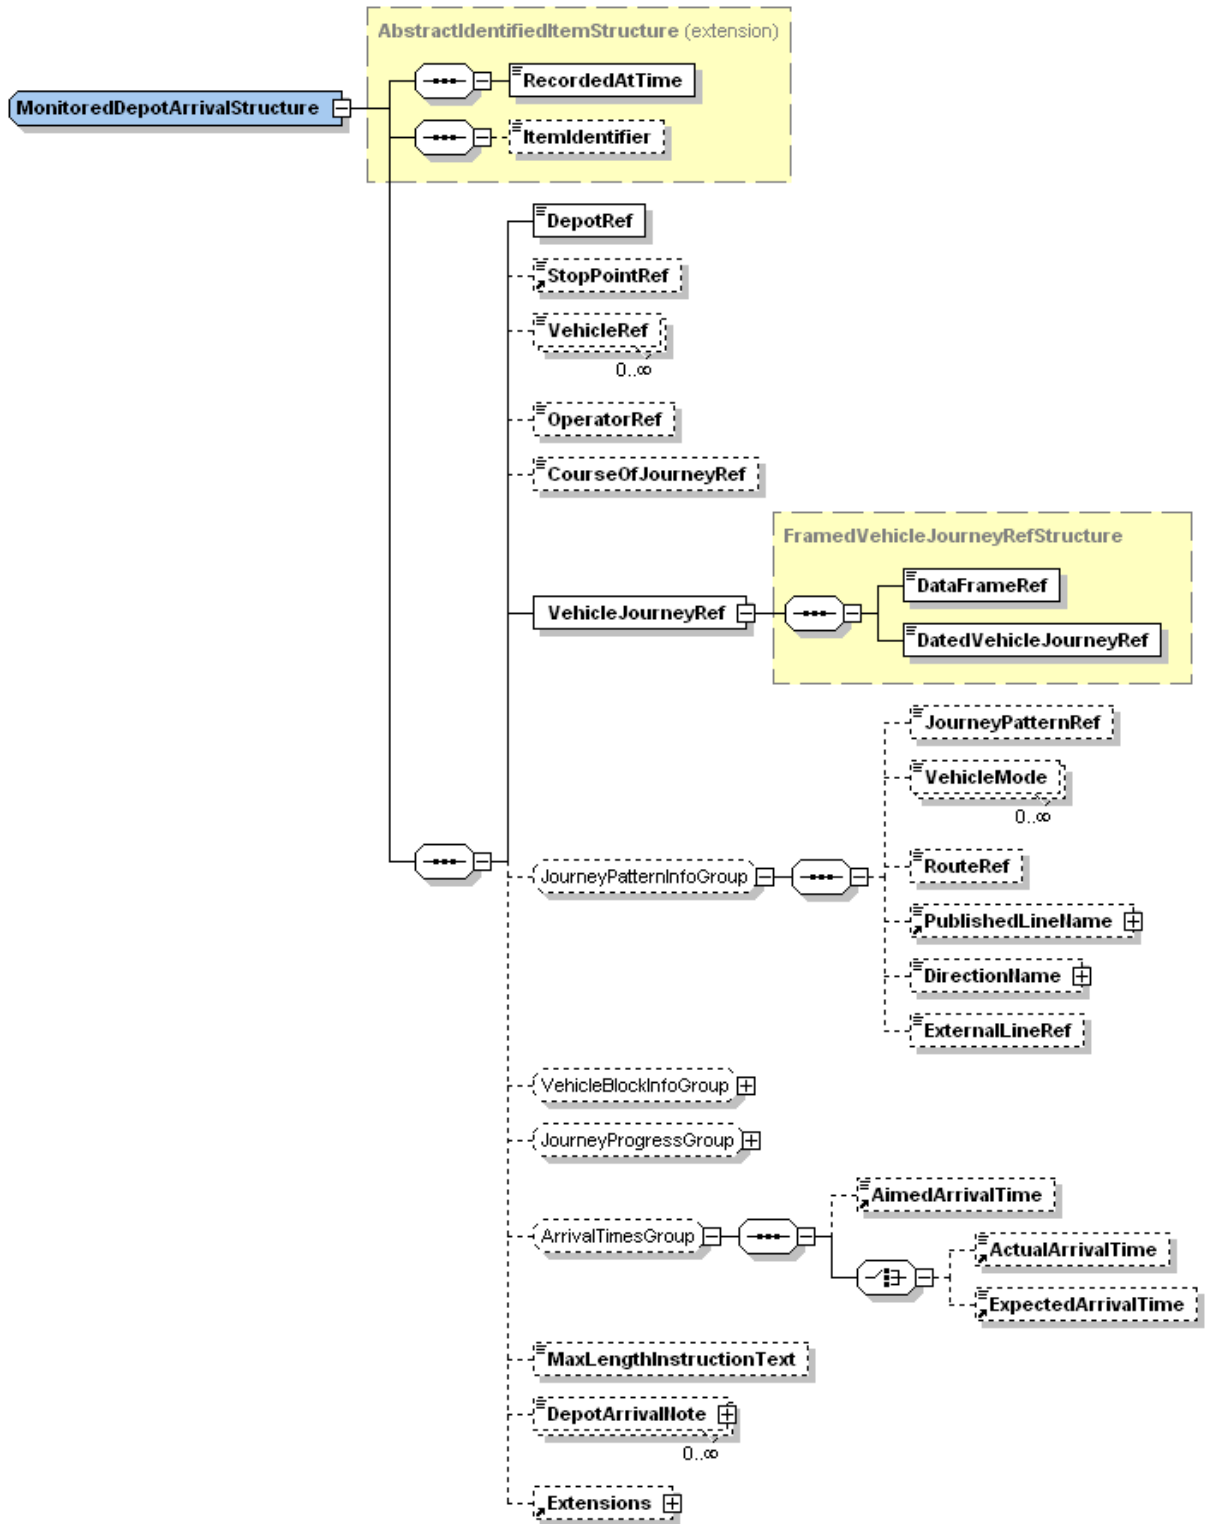 AbstractIdentifiedItemStructure (extension)
RecordedAtTime
MonitoredDepotArrivalStructure
ItemIdentifier
DepotRef
StopPointRef
VehicleRef
0..∞
OperatorRef
CourseOfJourneyRef
FramedVehicleJourneyRefStructure
DataFrameRef
VehicleJourneyRef
DatedVehicleJourneyRef
JourneyPatternRef
VehicleMode
0..∞
JourneyPatternInfoGroup
RouteRef
PublishedLineName
DirectionName
ExternalLineRef
VehicleBlockInfoGroup
JourneyProgressGroup
AimedArrivalTime
ArrivalTimesGroup
ActualArrivalTime
ExpectedArrivalTime
MaxLengthInstructionText
DepotArrivalNote
0..∞
Extensions